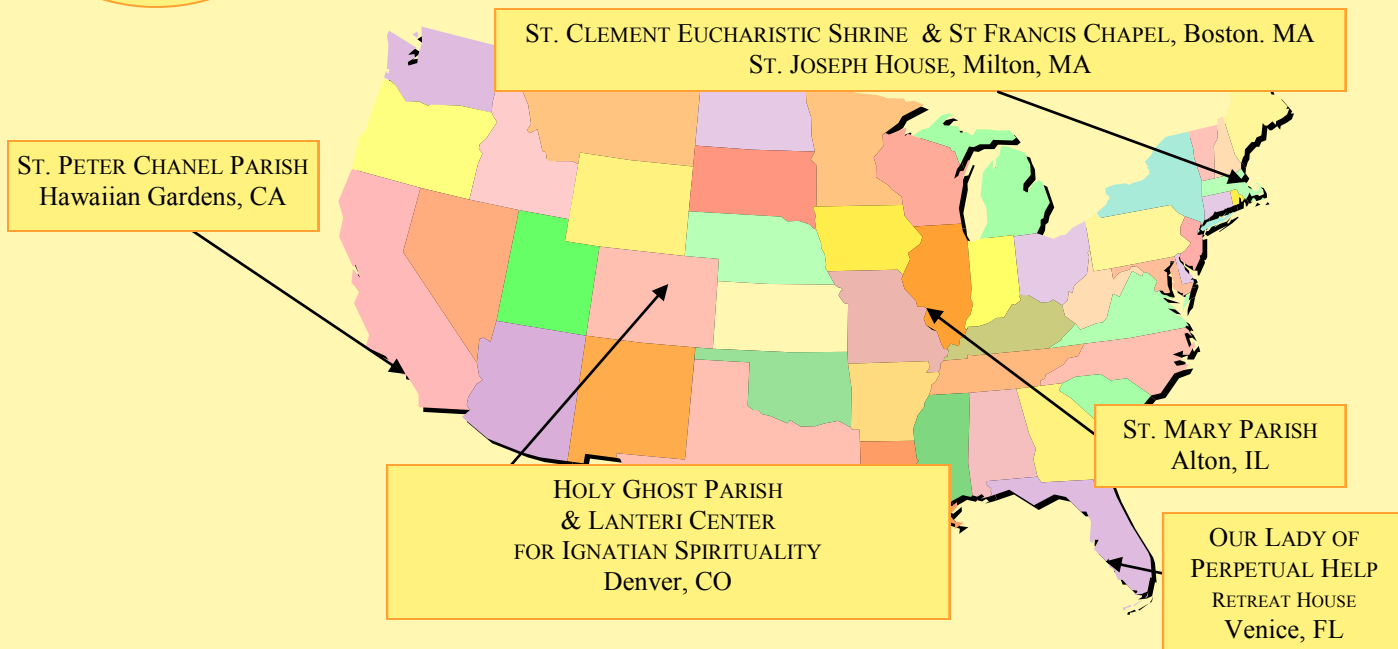 ST. CLEMENT EUCHARISTIC SHRINE & ST FRANCIS CHAPEL, Boston. MA
ST. JOSEPH HOUSE, Milton, MA
ST. PETER CHANEL PARISH
Hawaiian Gardens, CA
ST. MARY PARISH
Alton, IL
HOLY GHOST PARISH
& LANTERI CENTER
FOR IGNATIAN SPIRITUALITY
Denver, CO
OUR LADY OF
PERPETUAL HELP
RETREAT HOUSE
Venice, FL